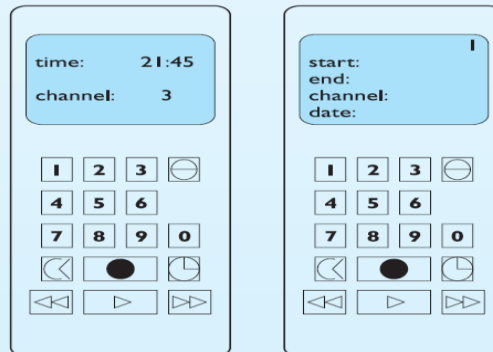 time: 21:45
channel: 3
1 2 3
4 5 6
7 8 9 0
1
start:
end:
channel:
date:
1 2 3
4 5 6
7 8 9 0